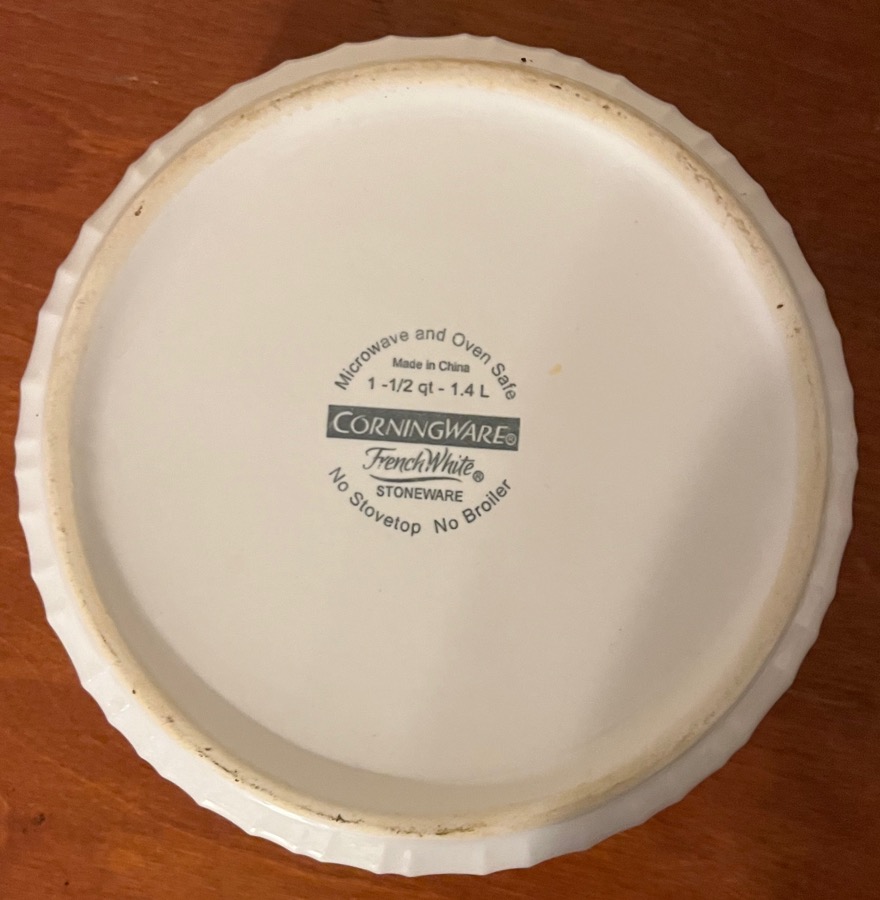 Microwave and Oven Safe
Made in China
1 -1/2 qt - 1.4 L
CORNINGWARE®
French White®
STONEWARE
No Stovetop No Broiler